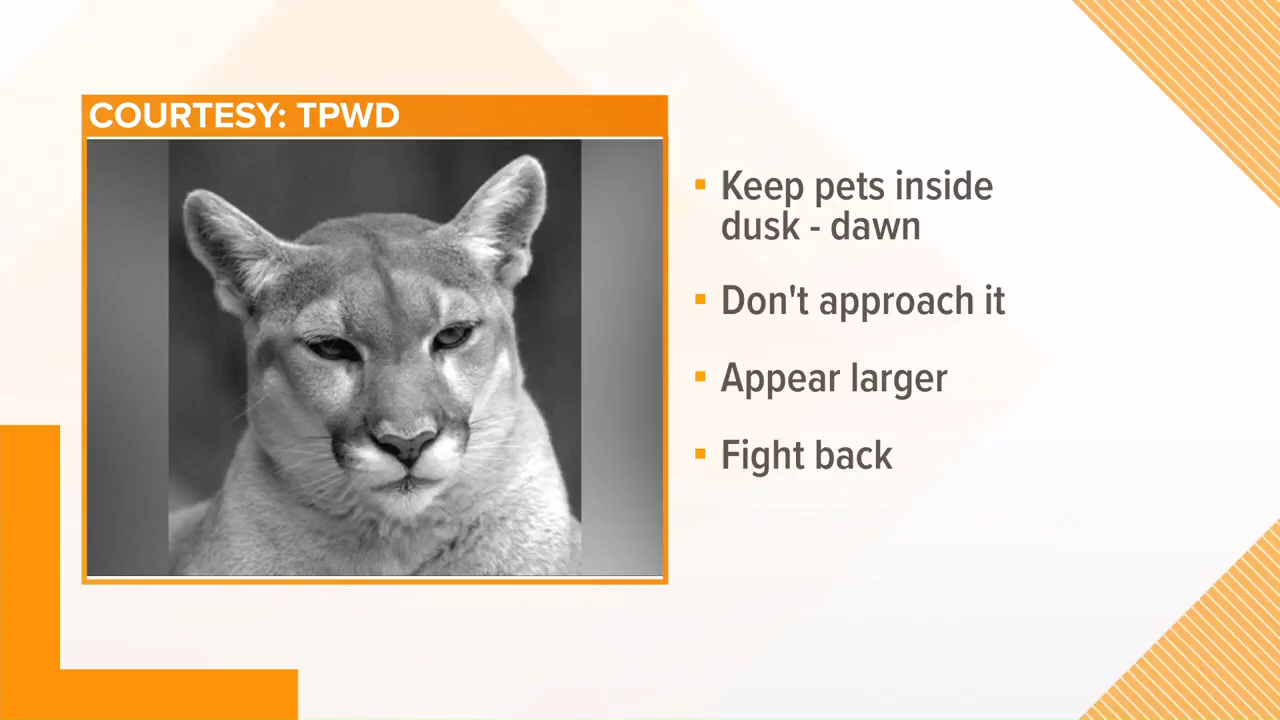 COURTESY: TPWD
Keep pets inside
dusk - dawn
Don't approach it
Appear larger
Fight back